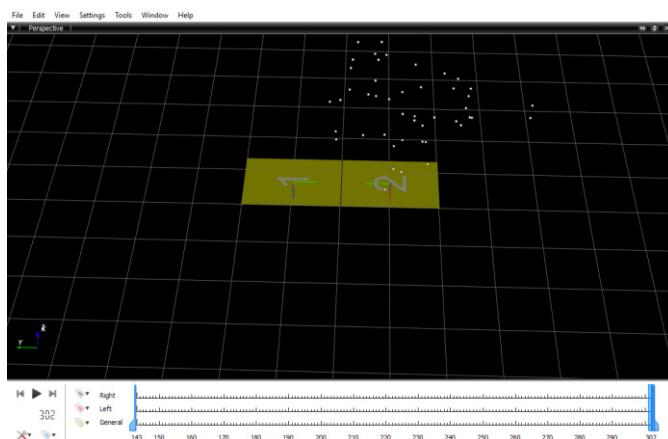 File Edit View Settings Tools Window Help
Perspective
1 2
Y
Right
302
Left
General
143 150 160 170 180 190 200 210 220 230 240 250 260 270 280 290 302